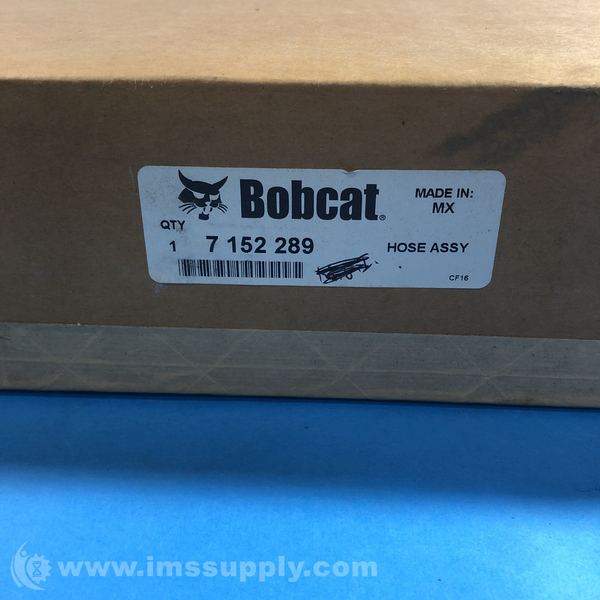 Bobcat®
MADE IN:
MX
QTY
1 7 152 289 HOSE ASSY
CF16
www.imssupply.com